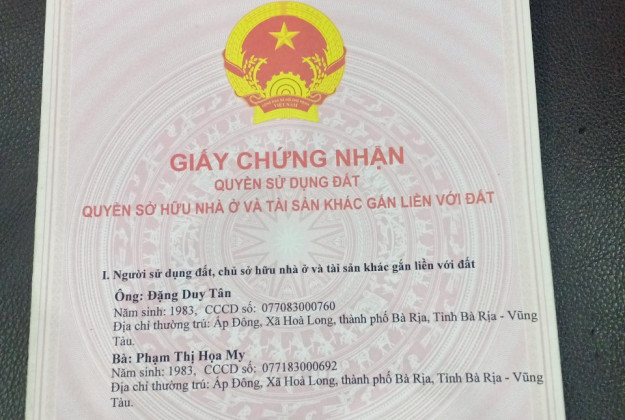 GIẤY CHỨNG NHẬN
QUYỀN SỬ DỤNG ĐẤT
QUYỀN SỞ HỮU NHÀ Ở VÀ TÀI SẢN KHÁC GẮN LIỀN VỚI ĐẤT
I. Người sử dụng đất, chủ sở hữu nhà ở và tài sản khác gắn liền với đất
Ông: Đặng Duy Tân
Năm sinh: 1983, CCCD số: 077083000760
Địa chỉ thường trú: Ấp Đông, Xã Hoà Long, thành phố Bà Rịa, Tỉnh Bà Rịa - Vũng
Tàu.
Bà: Phạm Thị Họa My
Năm sinh: 1983, CCCD số: 077183000692
Địa chỉ thường trú: Ấp Đông, Xã Hoà Long, thành phố Bà Rịa, Tỉnh Bà Rịa - Vũng
Tàu.